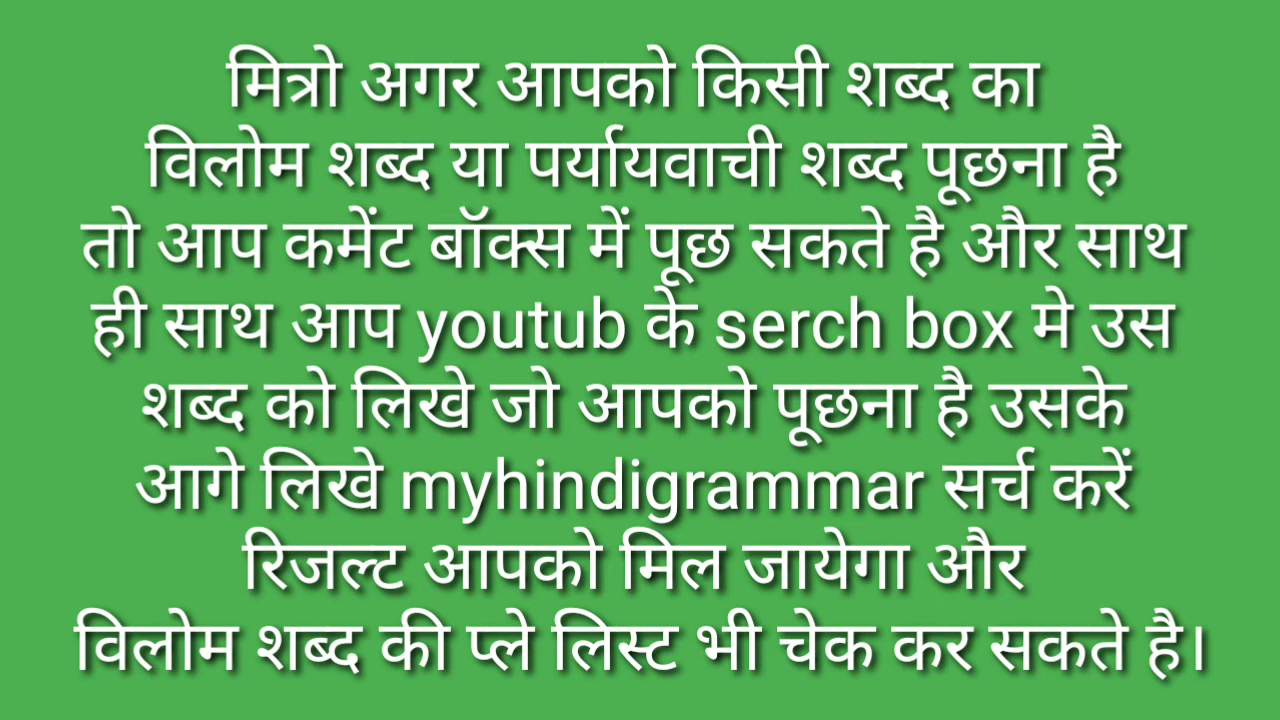 मित्रो अगर आपको किसी शब्द का
विलोम शब्द या पर्यायवाची शब्द पूछना है
तो आप कमेंट बॉक्स में पूछ सकते है और साथ
ही साथ आप youtub के serch box मे उस
शब्द को लिखे जो आपको पूछना है उसके
आगे लिखे myhindigrammar सर्च करें
रिजल्ट आपको मिल जायेगा और
विलोम शब्द की प्ले लिस्ट भी चेक कर सकते है।